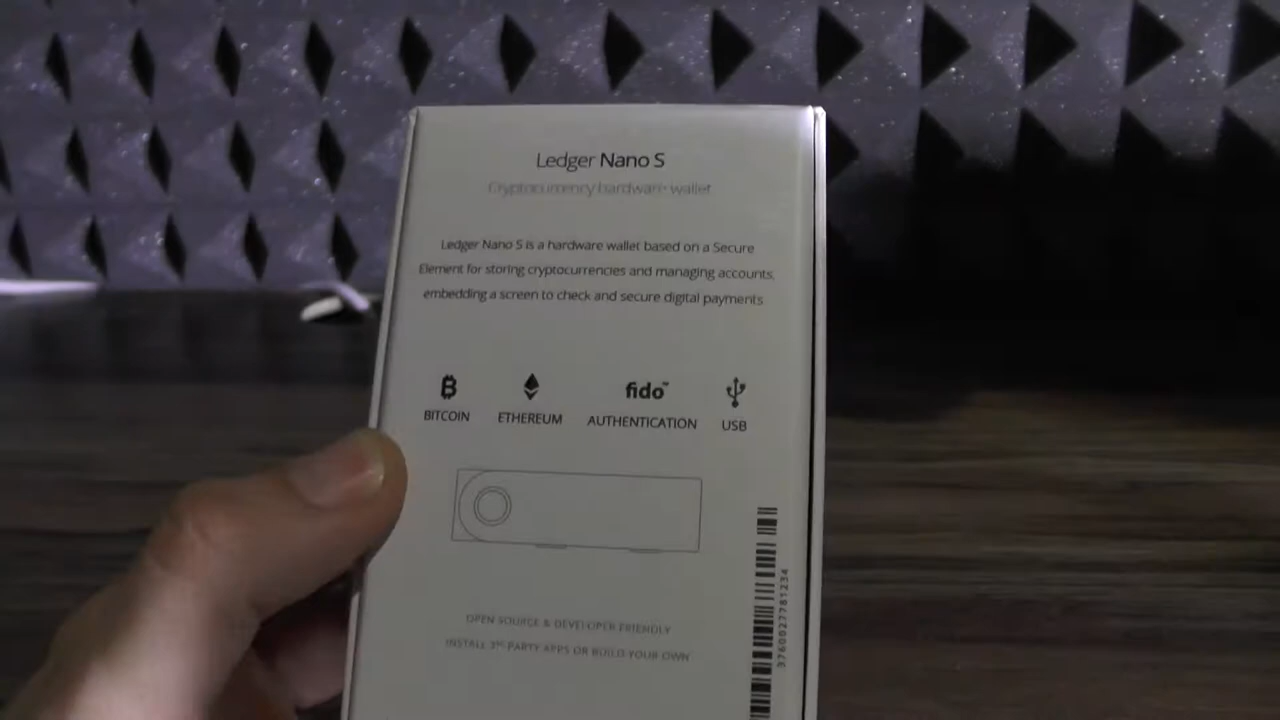 Ledger Nano S
Cryptocurrency hardware wallet
Ledger Nano S is a hardware wallet based on a Secure
Element for storing cryptocurrencies and managing accounts,
embedding a screen to check and secure digital payments
fido™
BITCOIN ETHEREUM AUTHENTICATION USB
OPEN SOURCE & DEVELOPER FRIENDLY
INSTALL 3RD PARTY APPS OR BUILD YOUR OWN
3760027781234